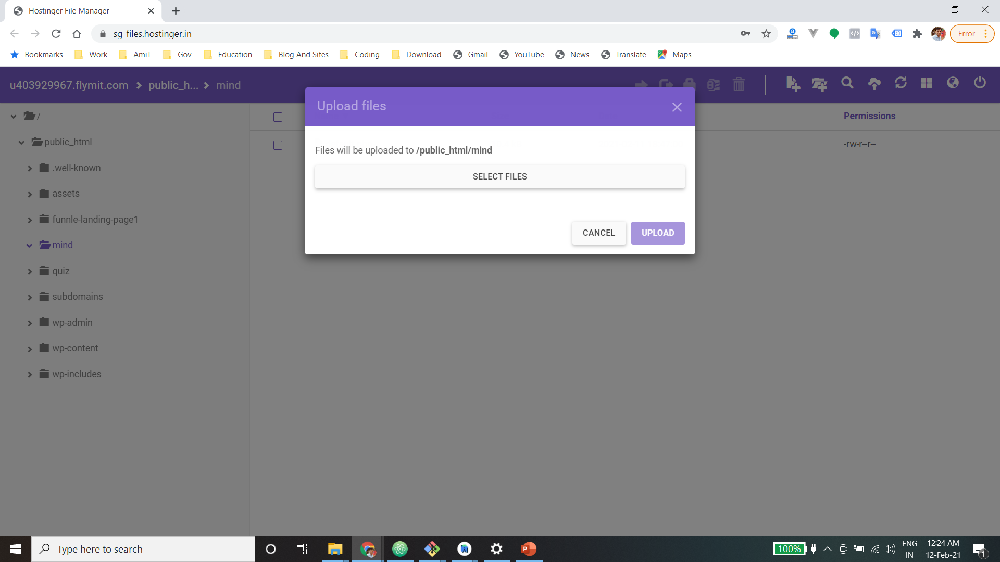 Hostinger File Manager
sg-files.hostinger.in
Error
Bookmarks Work AmiT Gov Education Blog And Sites Coding Download Gmail YouTube News Translate Maps
u403929967.flymit.com > public_h... > mind
Upload files
/
Permissions
public_html
-rw-r--r--
Files will be uploaded to /public_html/mind
.well-known
SELECT FILES
assets
funnle-landing-page1
CANCEL UPLOAD
mind
quiz
subdomains
wp-admin
wp-content
wp-includes
Type here to search
100%
ENG
IN
12:24 AM
12-Feb-21
1